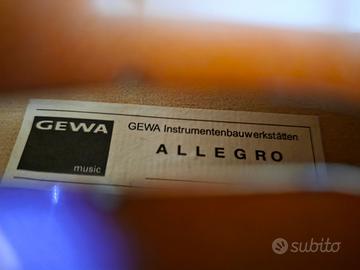 GEWA
music
GEWA Instrumentenbauwerkstätten
ALLEGRO
subito